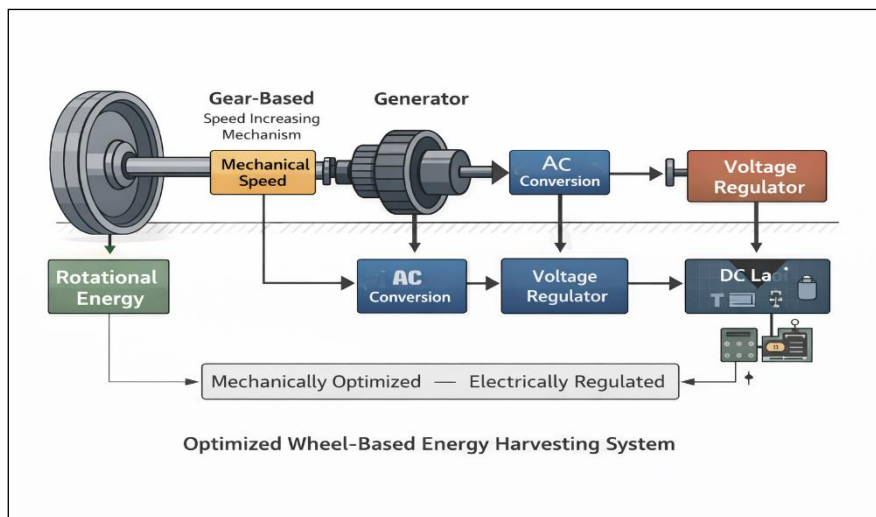 Gear-Based
Speed Increasing
Mechanism
Generator
Mechanical
Speed
AC
Conversion
Voltage
Regulator
Rotational
Energy
AC
Conversion
Voltage
Regulator
DC
Mechanically Optimized — Electrically Regulated
Optimized Wheel-Based Energy Harvesting System